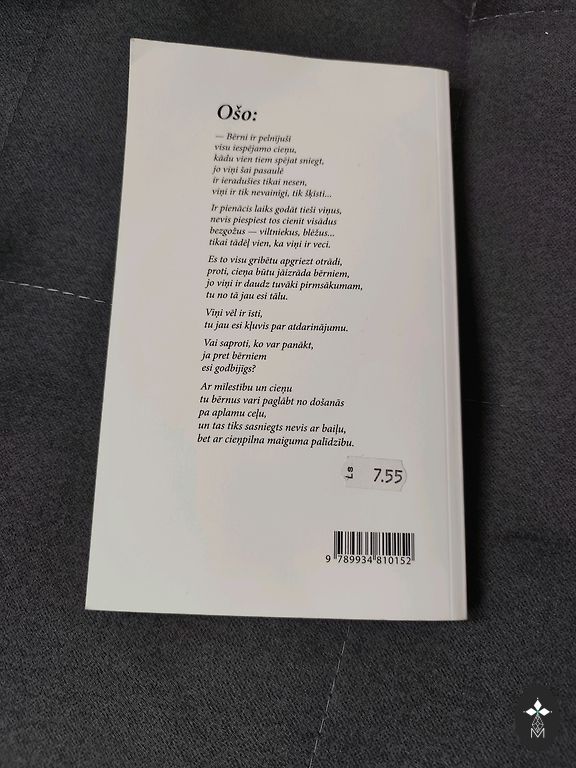 Ošo:
— Bērni ir pelnījuši
visu iespējamo cieņu,
kādu vien tiem spējat sniegt,
jo viņi šai pasaulē
ir ieradušies tikai nesen,
viņi ir tik nevainīgi, tik šķīsti...
Ir pienācis laiks godāt tieši viņus,
nevis piespiest tos cienīt visādus
bezgožus — viltniekus, blēžus...
tikai tādēļ vien, ka viņi ir veci.
Es to visu gribētu apgriezt otrādi,
proti, cieņa būtu jāizrāda bērniem,
jo viņi ir daudz tuvāki pirmsākumam,
tu no tā jau esi tālu.
Viņi vēl ir īsti,
tu jau esi kļuvis par atdarinājumu.
Vai saproti, ko var panākt,
ja pret bērniem
esi godbijīgs?
Ar mīlestību un cieņu
tu bērnus vari paglābt no došanās
pa aplamu ceļu,
un tas tiks sasniegts nevis ar baiļu,
bet ar cieņpilna maiguma palīdzību.
Ls 7.55
9 789934 810152
M